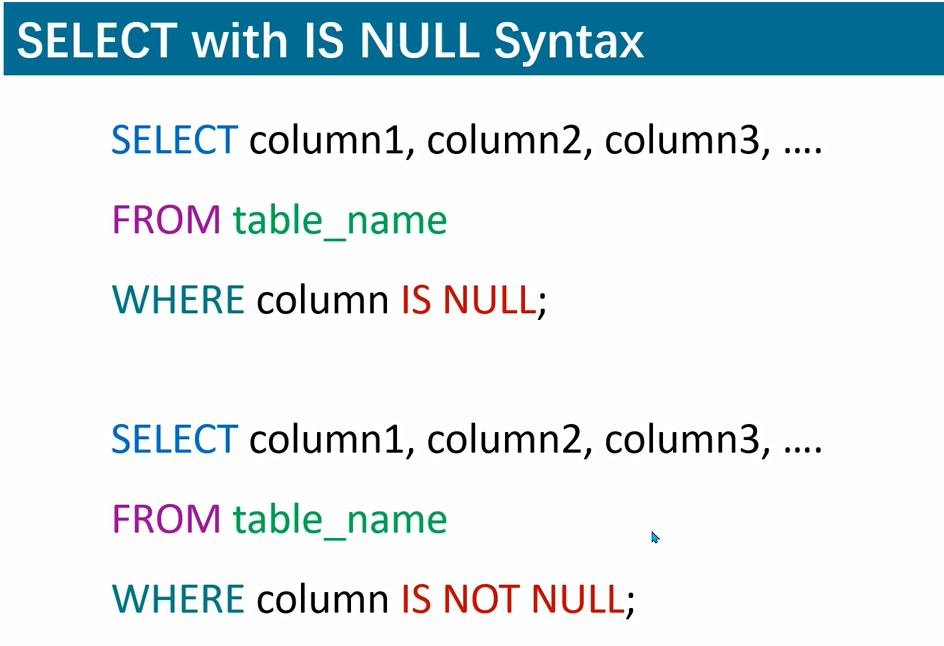 SELECT with IS NULL Syntax
SELECT column1, column2, column3, ....
FROM table_name
WHERE column IS NULL;
SELECT column1, column2, column3, ....
FROM table_name
WHERE column IS NOT NULL;